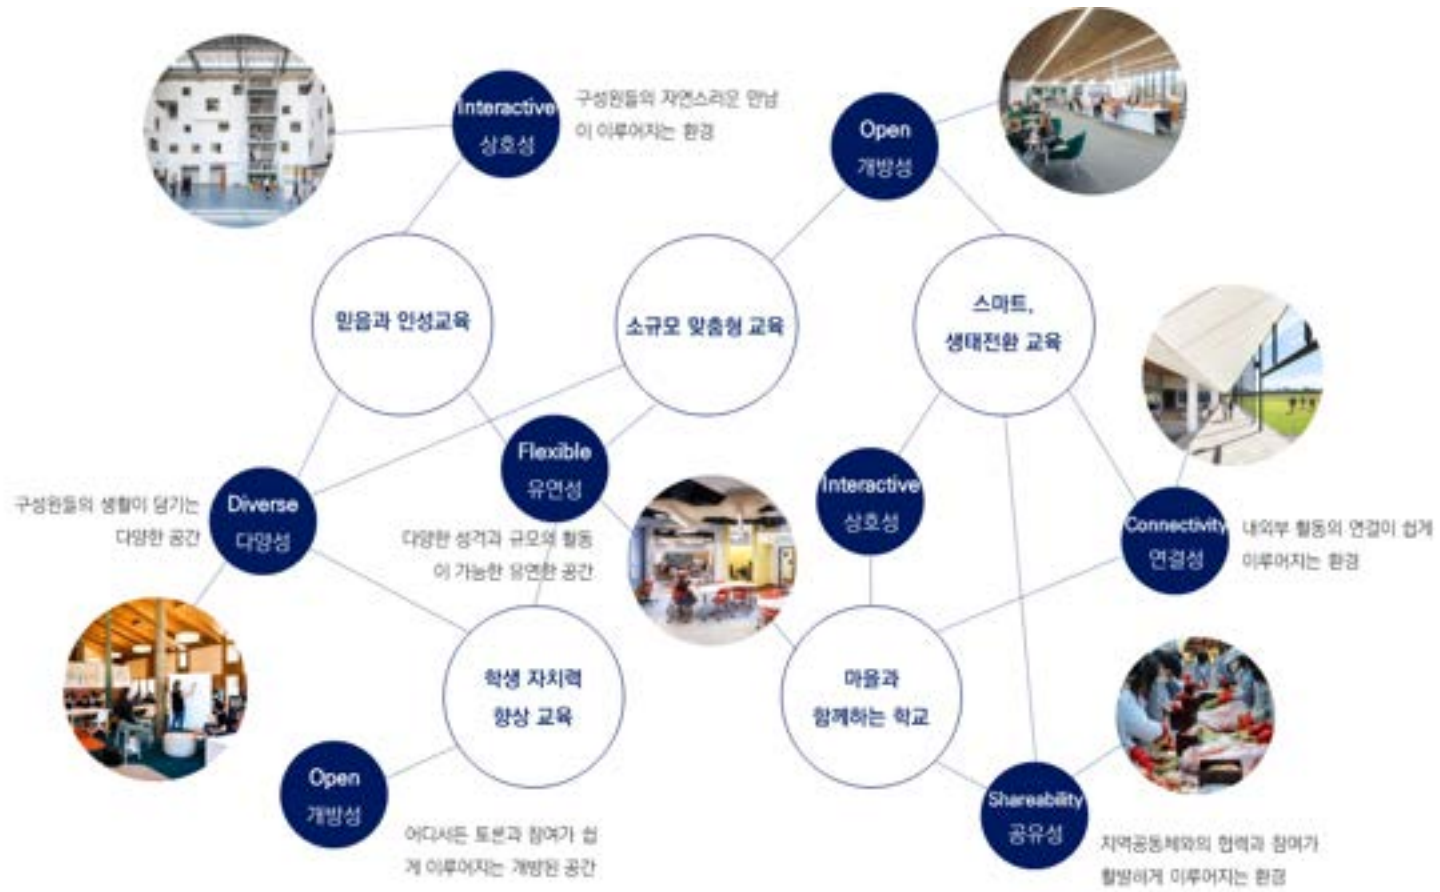 Interactive
상호성
구성원들의 자연스러운 만남
이 이루어지는 환경
Open
개방성
믿음과 인성교육
소규모 맞춤형 교육
스마트,
생태전환 교육
Flexible
유연성
다양한 성격과 규모의 활동
이 가능한 유연한 공간
Diverse
다양성
구성원들의 생활이 담기는
다양한 공간
Interactive
상호성
Connectivity
연결성
내외부 활동의 연결이 쉽게
이루어지는 환경
학생 자치력
향상 교육
마을과
함께하는 학교
Open
개방성
어디서든 토론과 참여가 쉽
게 이루어지는 개방된 공간
Shareability
공유성
지역공동체와의 협력과 참여가
활발하게 이루어지는 환경